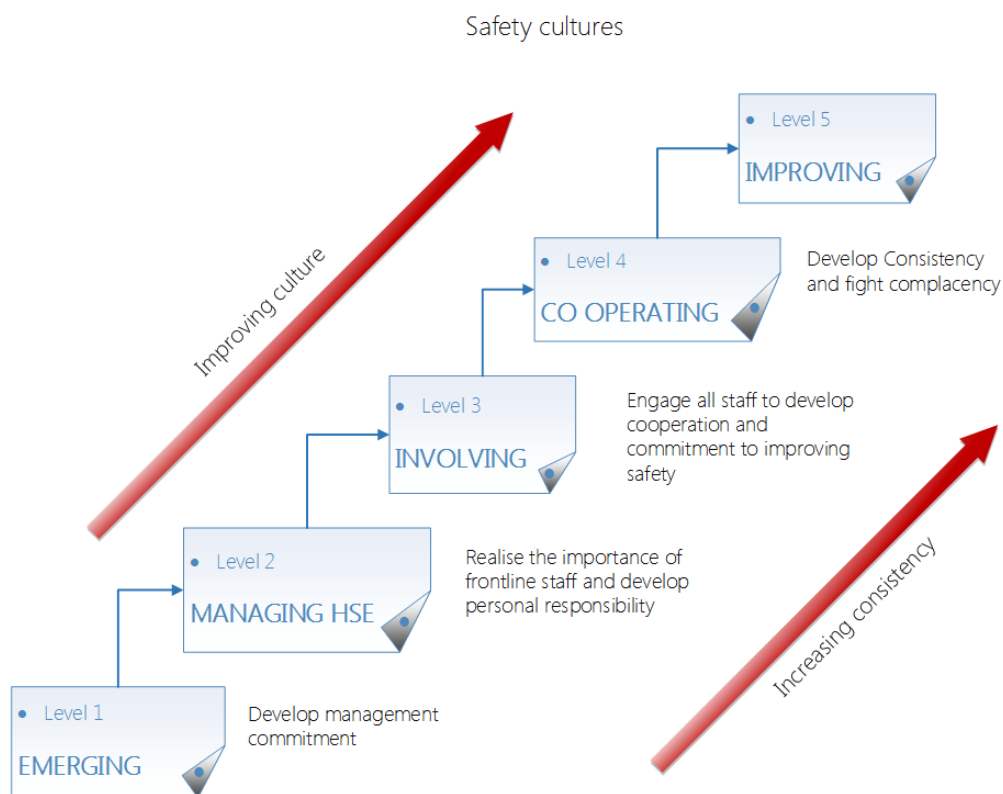 Safety cultures
Level 5
IMPROVING
Level 4
CO OPERATING
Develop Consistency
and fight complacency
Improving culture
Level 3
INVOLVING
Engage all staff to develop
cooperation and
commitment to improving
safety
Level 2
MANAGING HSE
Realise the importance of
frontline staff and develop
personal responsibility
Increasing consistency
Level 1
EMERGING
Develop management
commitment